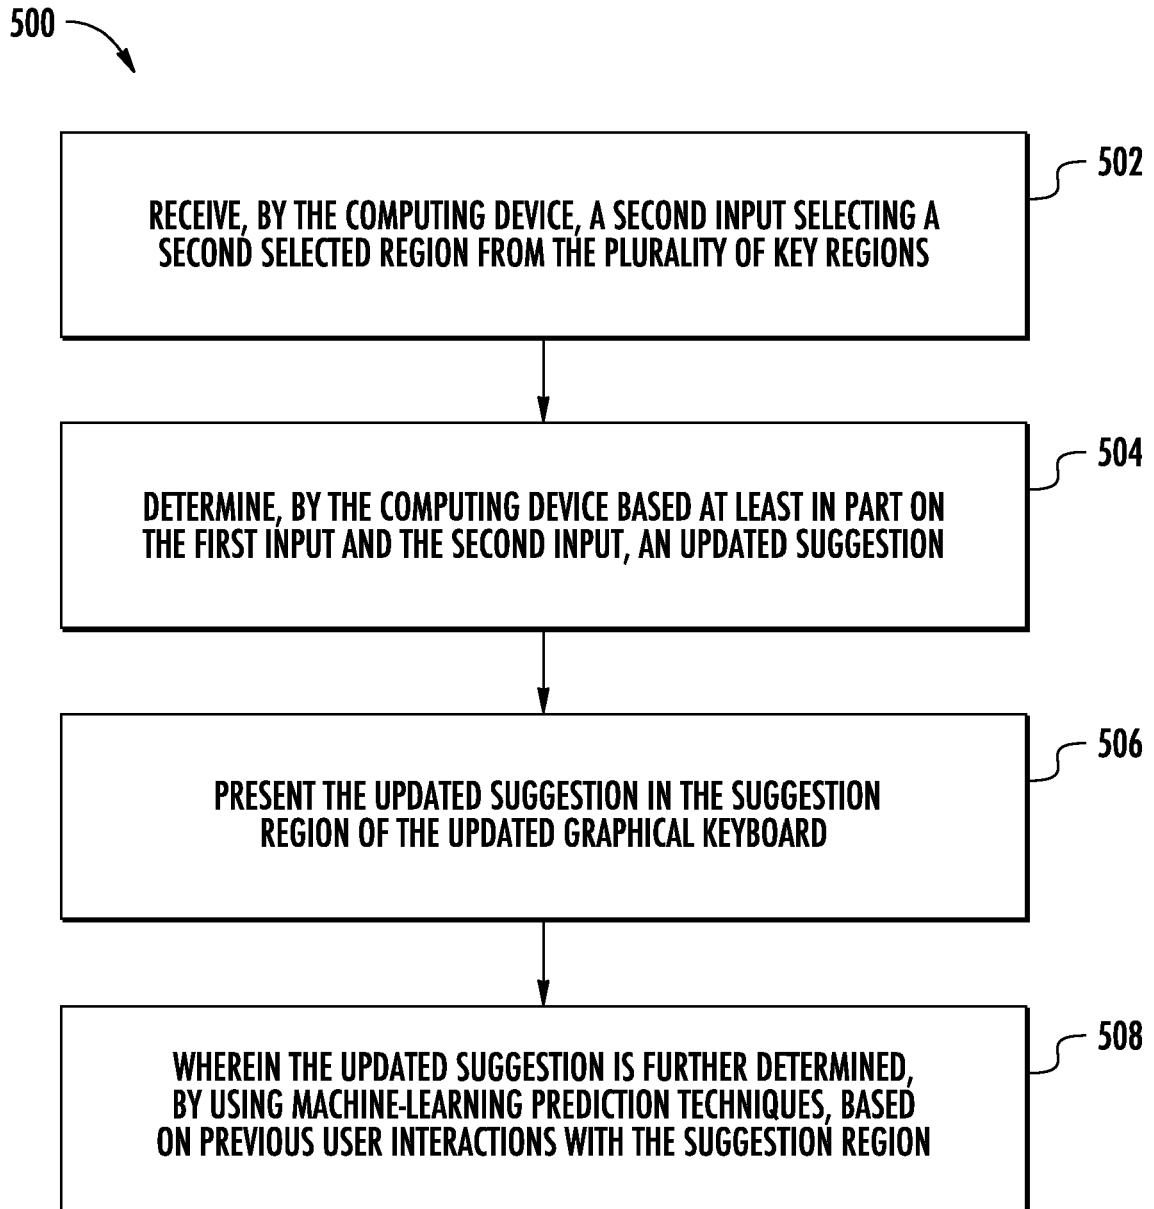 500
502
RECEIVE, BY THE COMPUTING DEVICE, A SECOND INPUT SELECTING A
SECOND SELECTED REGION FROM THE PLURALITY OF KEY REGIONS
504
DETERMINE, BY THE COMPUTING DEVICE BASED AT LEAST IN PART ON
THE FIRST INPUT AND THE SECOND INPUT, AN UPDATED SUGGESTION
506
PRESENT THE UPDATED SUGGESTION IN THE SUGGESTION
REGION OF THE UPDATED GRAPHICAL KEYBOARD
508
WHEREIN THE UPDATED SUGGESTION IS FURTHER DETERMINED,
BY USING MACHINE-LEARNING PREDICTION TECHNIQUES, BASED
ON PREVIOUS USER INTERACTIONS WITH THE SUGGESTION REGION